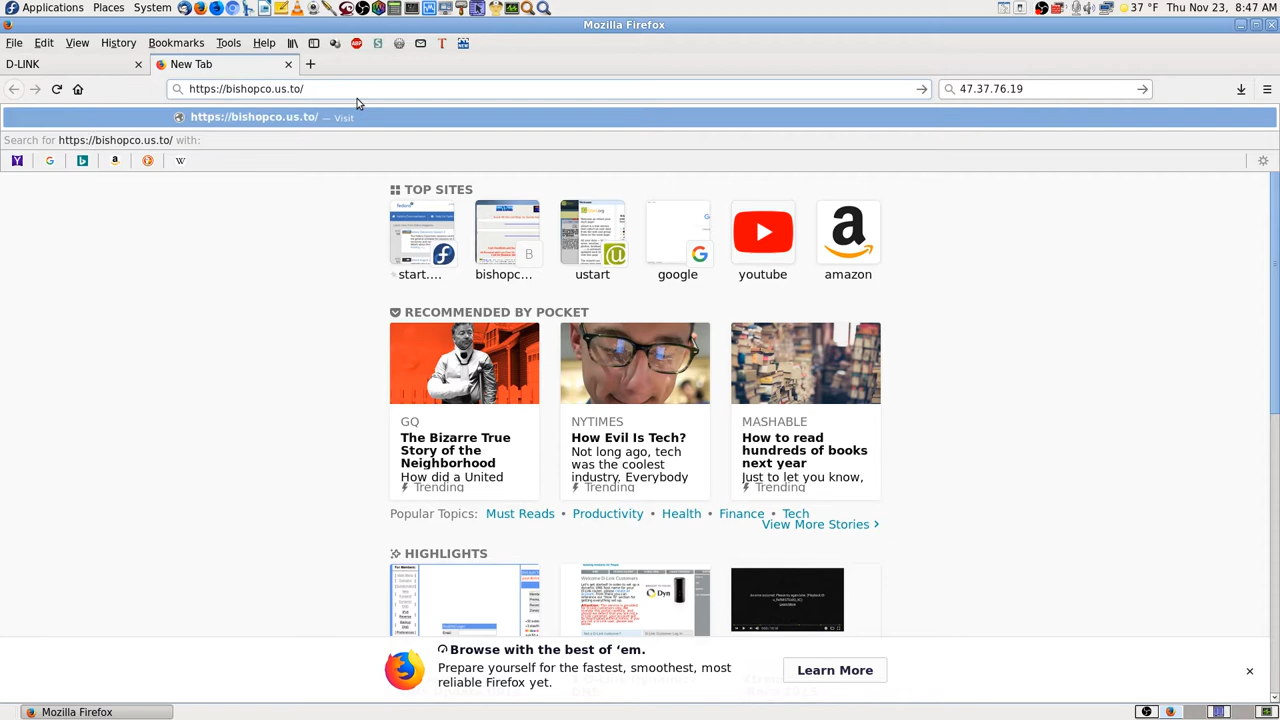 Applications Places System 37 °F Thu Nov 23, 8:47 AM
Mozilla Firefox
File Edit View History Bookmarks Tools Help
D-LINK New Tab
https://bishopco.us.to/ 47.37.76.19
https://bishopco.us.to/ — Visit
Search for https://bishopco.us.to/ with:
TOP SITES
start.... bishopc... ustart google youtube amazon
RECOMMENDED BY POCKET
GQ
The Bizarre True
Story of the
Neighborhood
How did a United
Trending
NYTIMES
How Evil Is Tech?
Not long ago, tech
was the coolest
industry. Everybody
Trending
MASHABLE
How to read
hundreds of books
next year
Just to let you know,
Trending
Popular Topics: Must Reads • Productivity • Health • Finance • Tech
View More Stories
HIGHLIGHTS
Welcome D-Link Customers
Dyn
Browse with the best of ‘em.
Prepare yourself for the fastest, smoothest, most
reliable Firefox yet.
Learn More
Mozilla Firefox